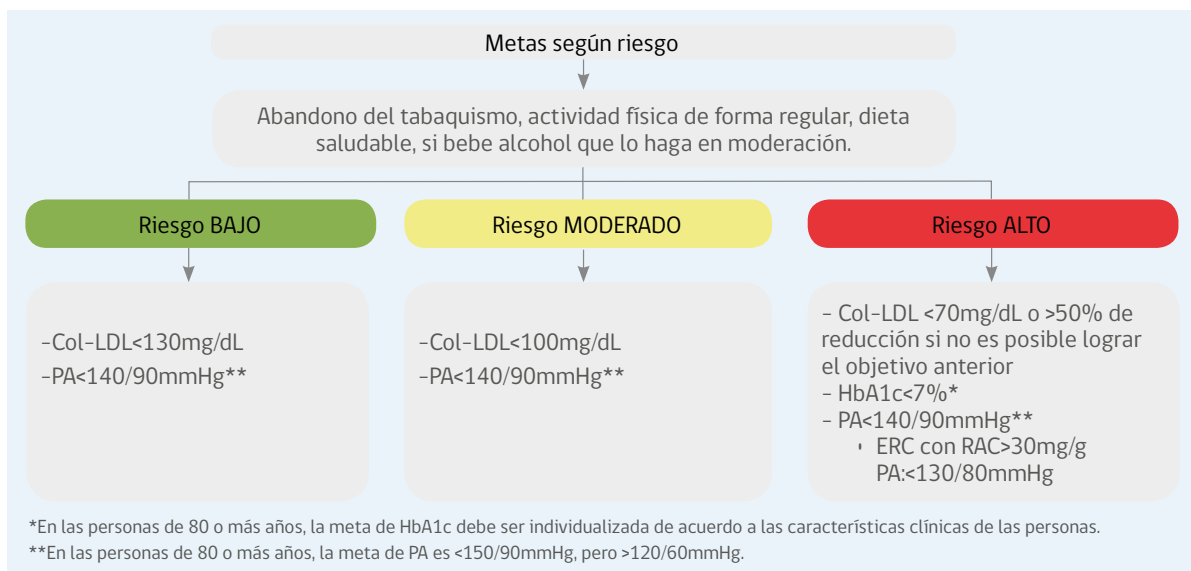 Metas según riesgo
Abandono del tabaquismo, actividad física de forma regular, dieta
saludable, si bebe alcohol que lo haga en moderación.
Riesgo BAJO
-Col-LDL<130mg/dL
-PA<140/90mmHg**
Riesgo MODERADO
-Col-LDL<100mg/dL
-PA<140/90mmHg**
Riesgo ALTO
- Col-LDL <70mg/dL o >50% de
reducción si no es posible lograr
el objetivo anterior
- HbA1c<7%*
- PA<140/90mmHg**
' ERC con RAC>30mg/g
PA:<130/80mmHg
*En las personas de 80 o más años, la meta de HbA1c debe ser individualizada de acuerdo a las características clínicas de las personas.
**En las personas de 80 o más años, la meta de PA es <150/90mmHg, pero >120/60mmHg.